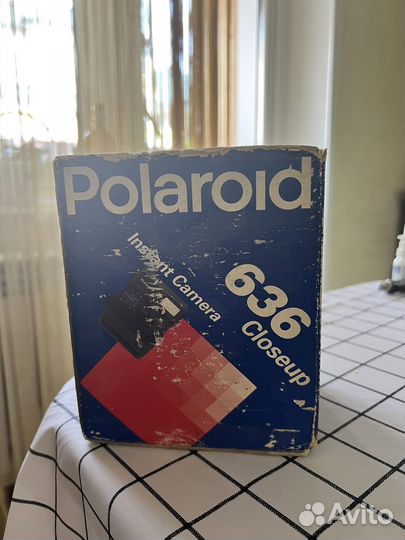 Polaroid
Instant Camera
636
Closeup
Avito